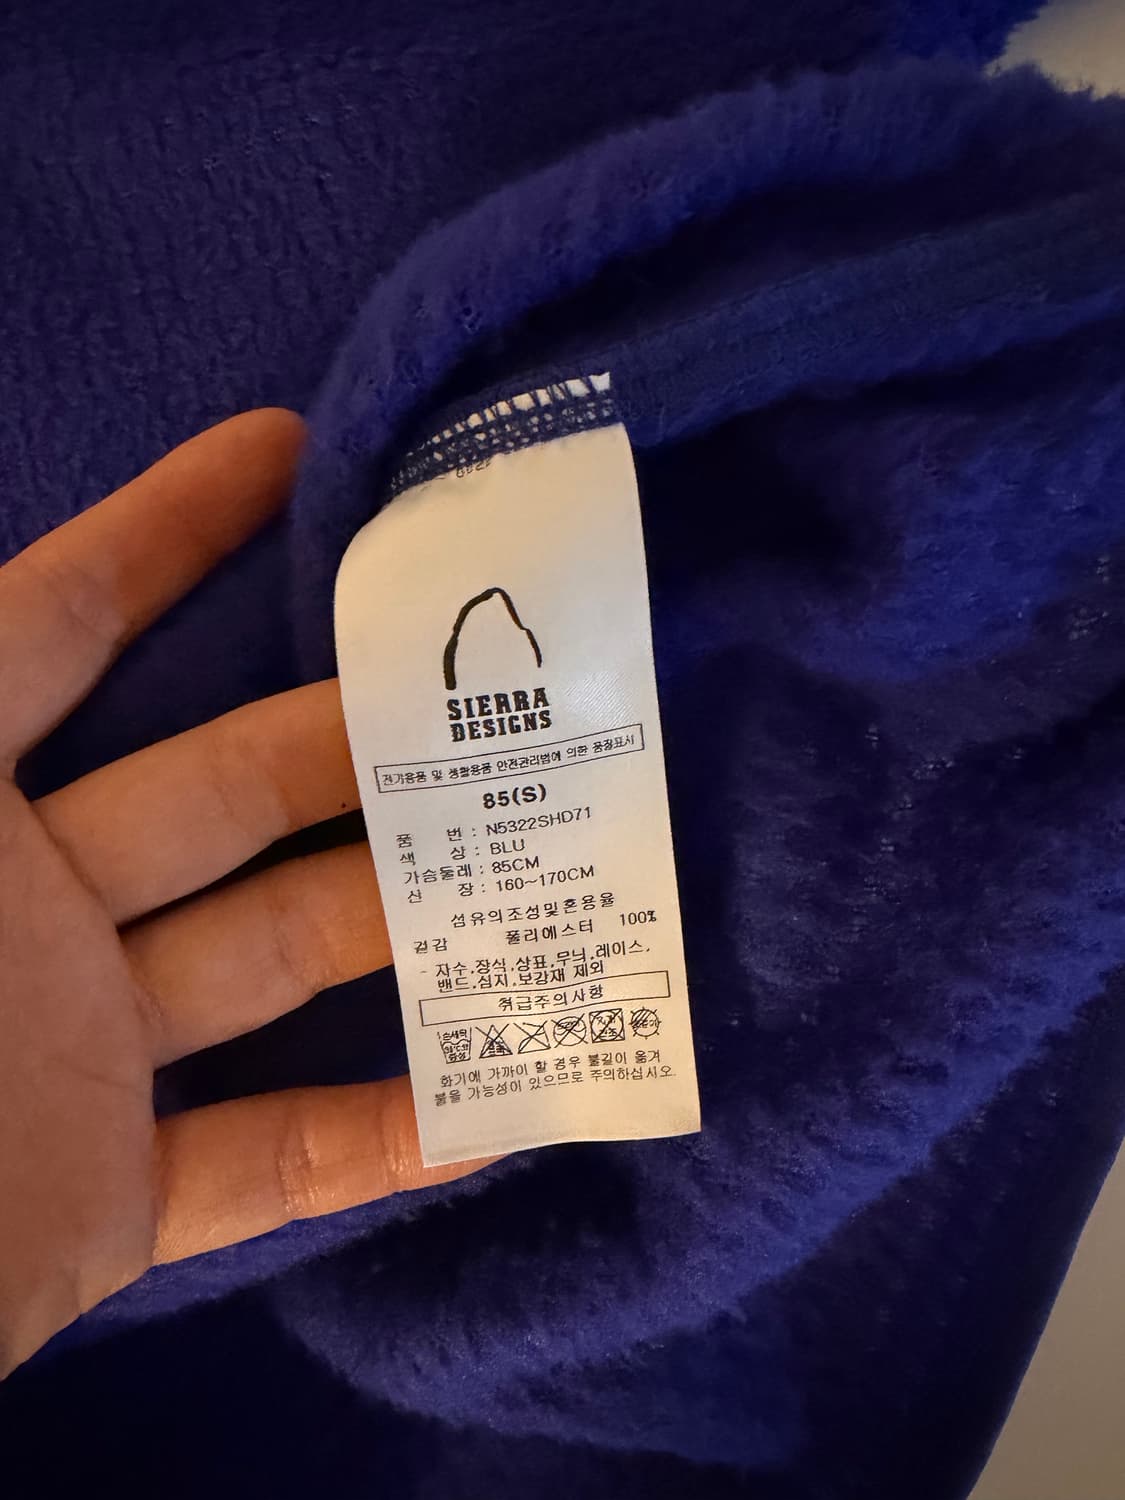 SIERRA
DESIGNS
전기용품 및 생활용품 안전관리법에 의한 품질표시
85(S)
품 번 : N5322SHD71
색 상 : BLU
가슴둘레 : 85CM
신 장 : 160~170CM
섬유의조성및혼용율
겉감 폴리에스터 100%
- 자수.장식.상표.무늬.레이스.
밴드.심지.보강재 제외
취급주의사항
화기에 가까이 할 경우 불길이 옮겨
붙을 가능성이 있으므로 주의하십시오.